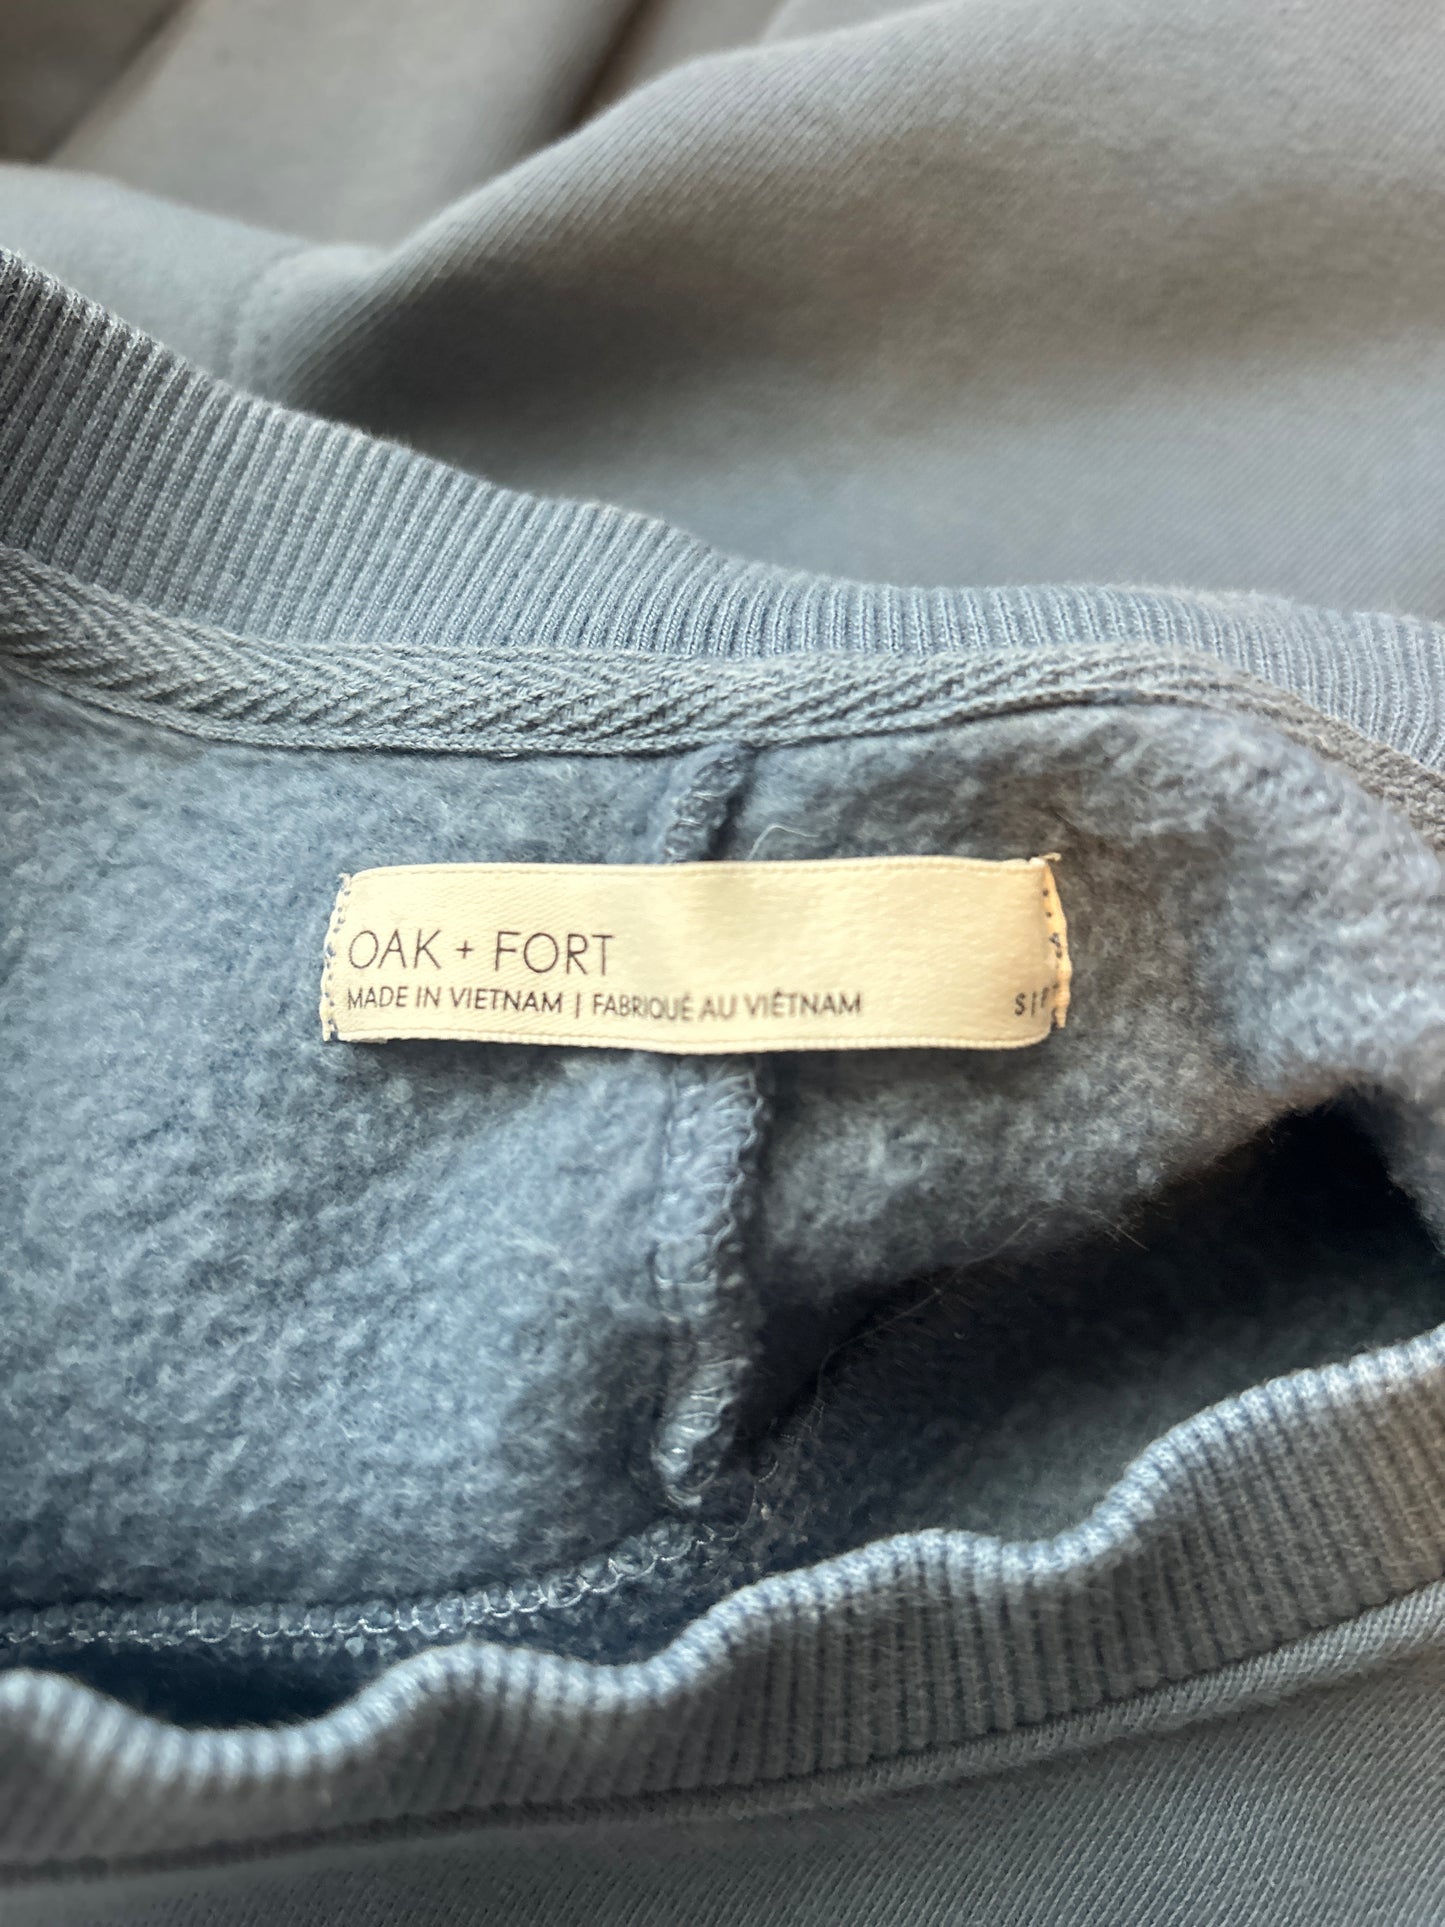 OAK + FORT
MADE IN VIETNAM | FABRIQUÉ AU VIÊTNAM S|P